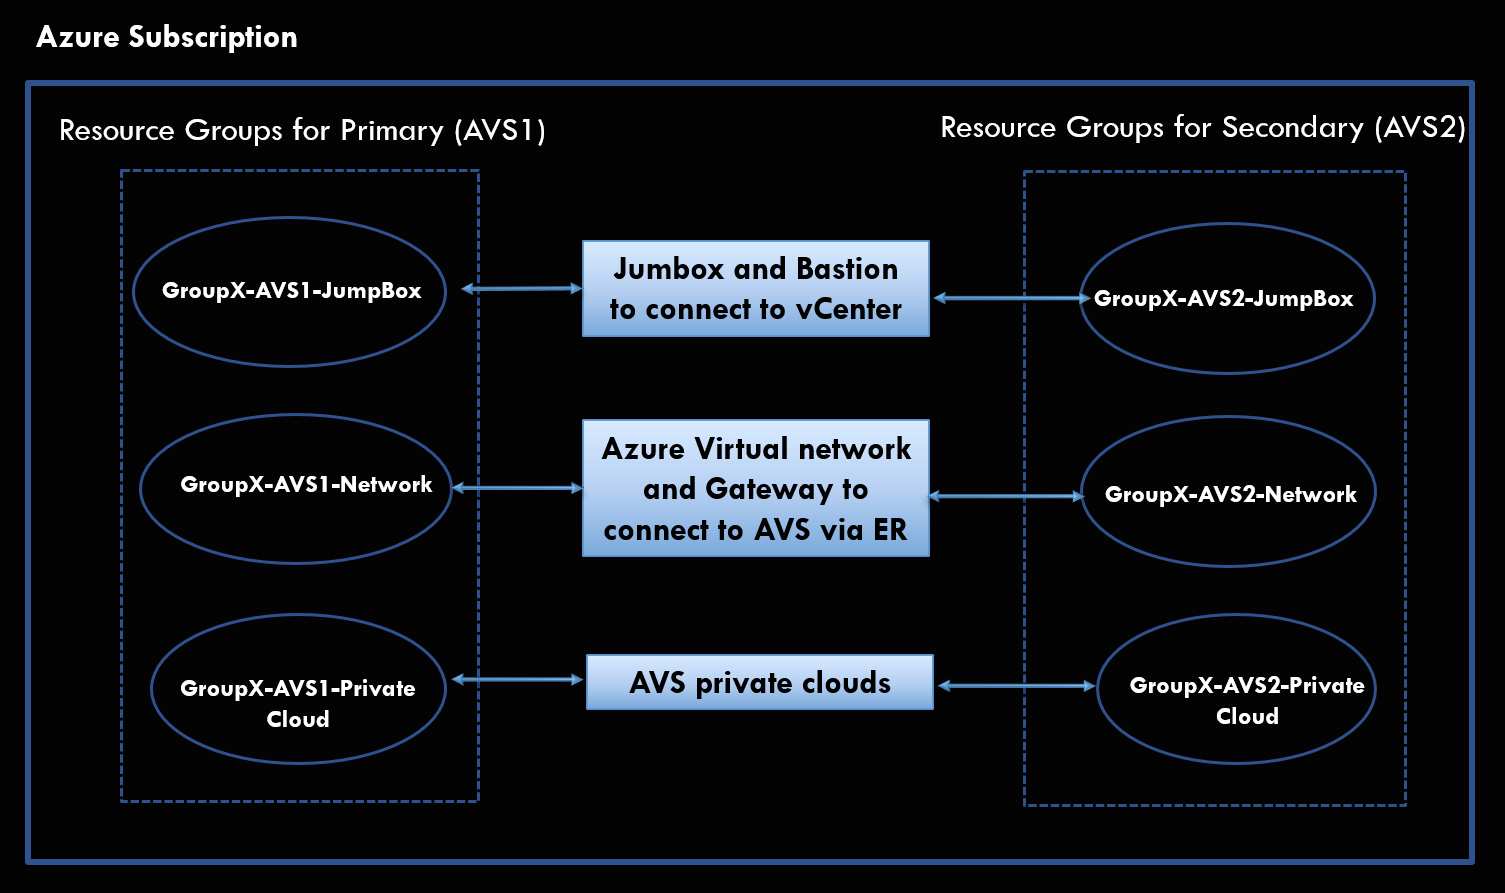 Azure Subscription
Resource Groups for Primary (AVS1)
Resource Groups for Secondary (AVS2)
GroupX-AVS1-JumpBox
Jumbox and Bastion
to connect to vCenter
GroupX-AVS2-JumpBox
GroupX-AVS1-Network
Azure Virtual network
and Gateway to
connect to AVS via ER
GroupX-AVS2-Network
GroupX-AVS1-Private
Cloud
AVS private clouds
GroupX-AVS2-Private
Cloud